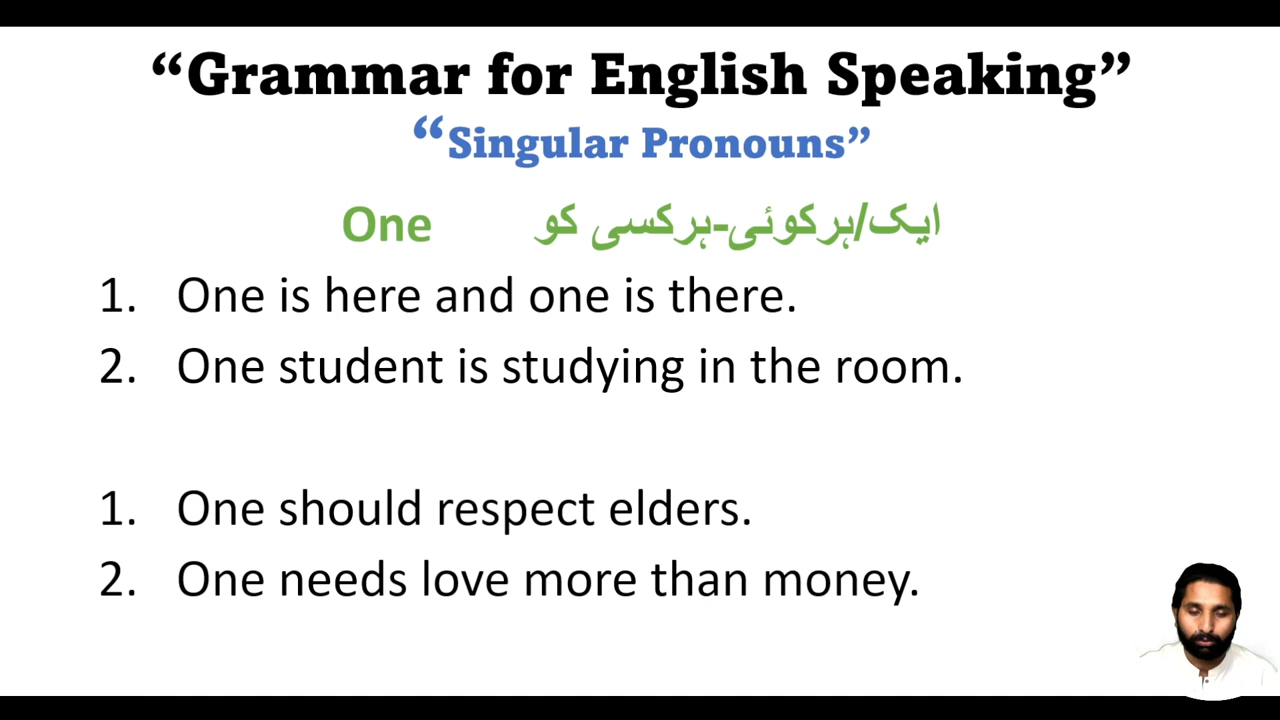 “Grammar for English Speaking”
“Singular Pronouns”
One ایک/ہرکوئی-ہرکسی کو
1. One is here and one is there.
2. One student is studying in the room.
1. One should respect elders.
2. One needs love more than money.